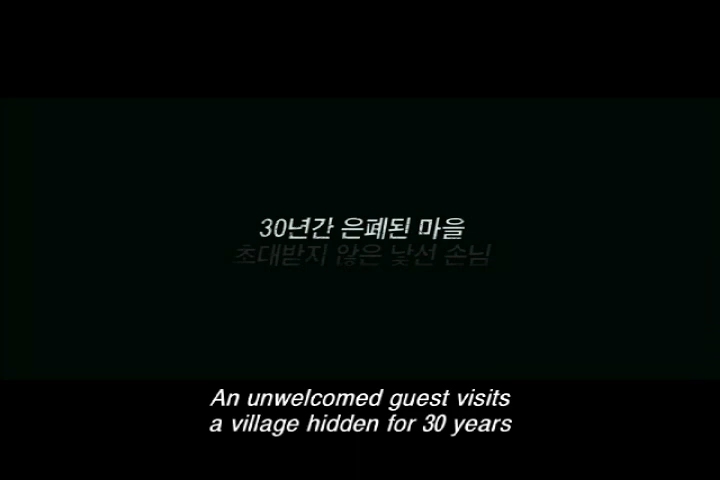 30년간 은폐된 마을
초대받지 않은 낯선 손님
An unwelcomed guest visits
a village hidden for 30 years